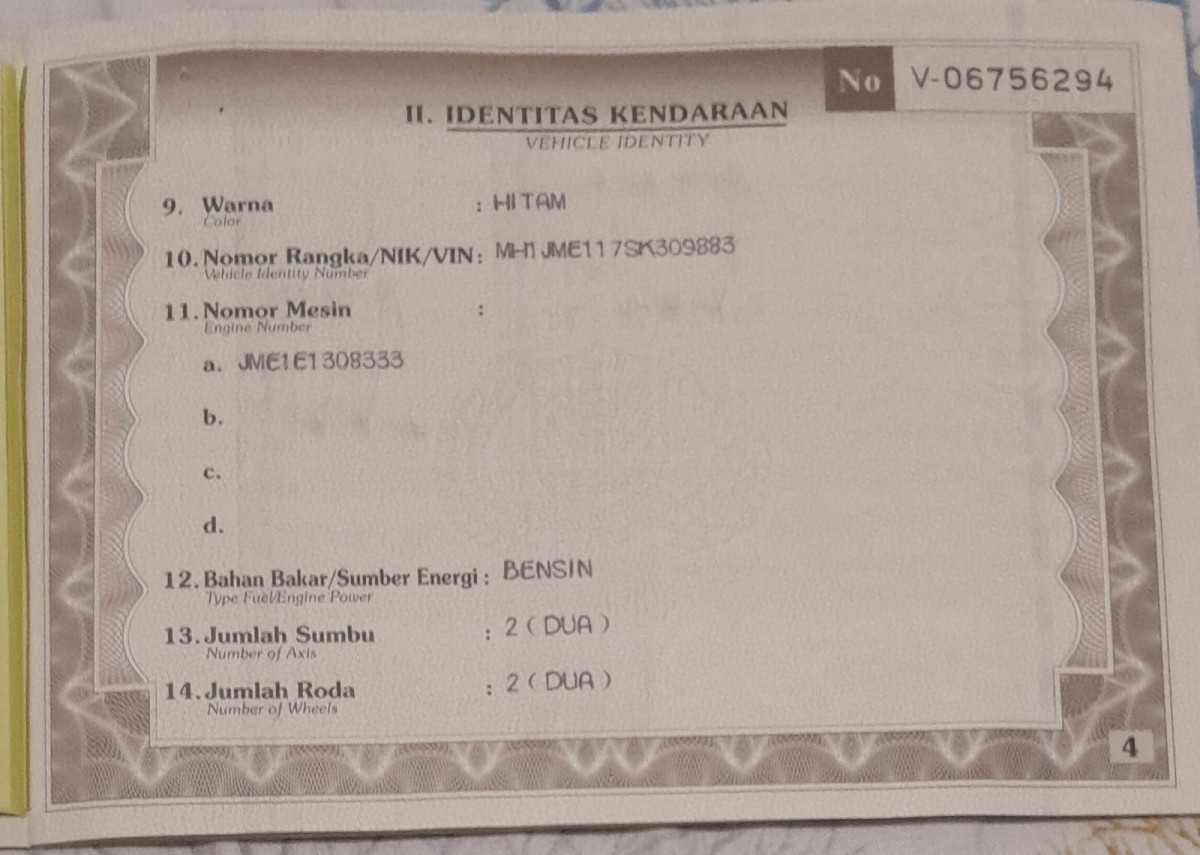 No V-06756294
II. IDENTITAS KENDARAAN
VEHICLE IDENTITY
9. Warna : HITAM
Color
10. Nomor Rangka/NIK/VIN : MH1JME117SK309883
Vehicle Identity Number
11. Nomor Mesin :
Engine Number
a. JME1E1308333
b.
c.
d.
12. Bahan Bakar/Sumber Energi : BENSIN
Type Fuel/Engine Power
13. Jumlah Sumbu : 2 ( DUA )
Number of Axis
14. Jumlah Roda : 2 ( DUA )
Number of Wheels
4